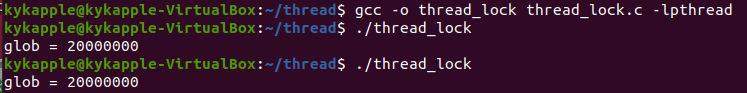 kykapple@kykapple-VirtualBox:~/thread$ gcc -o thread_lock thread_lock.c -lpthread
kykapple@kykapple-VirtualBox:~/thread$ ./thread_lock
glob = 20000000
kykapple@kykapple-VirtualBox:~/thread$ ./thread_lock
glob = 20000000